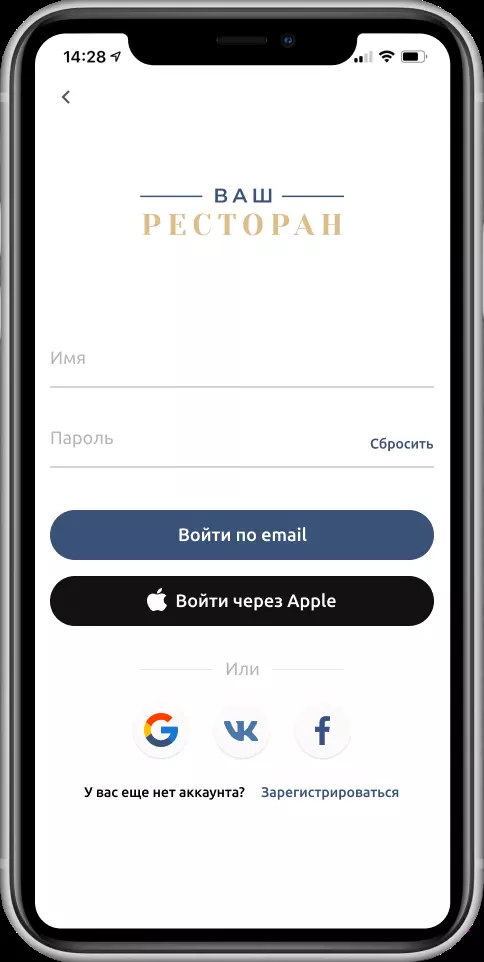 14:28
ВАШ
РЕСТОРАН
Имя
Пароль
Сбросить
Войти по email
Войти через Apple
Или
G VK f
У вас еще нет аккаунта? Зарегистрироваться